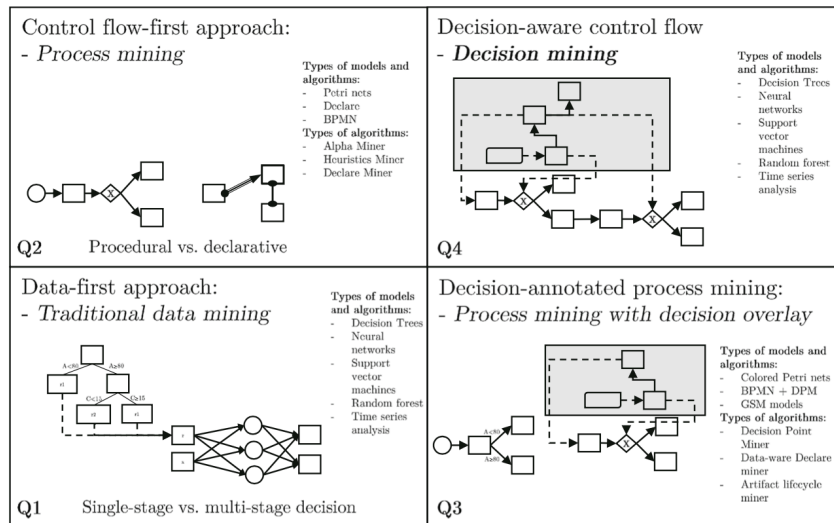 Control flow-first approach:
- Process mining
Types of models and
algorithms:
- Petri nets
- Declare
- BPMN
Types of algorithms:
- Alpha Miner
- Heuristics Miner
- Declare Miner
X
Q2
Procedural vs. declarative
Decision-aware control flow
- Decision mining
Types of models
and algorithms:
- Decision Trees
- Neural
networks
- Support
vector
machines
- Random forest
- Time series
analysis
X
X
Q4
Data-first approach:
- Traditional data mining
Types of models
and algorithms:
- Decision Trees
- Neural
networks
- Support
vector
machines
- Random forest
- Time series
analysis
A<80
A≥80
C<15
C≥15
Q1
Single-stage vs. multi-stage decision
Decision-annotated process mining:
- Process mining with decision overlay
Types of models and
algorithms:
- Colored Petri nets
- BPMN + DPM
- GSM models
Types of algorithms:
- Decision Point
Miner
- Data-ware Declare
miner
- Artifact lifecycle
miner
A<80
A≥80
X
Q3